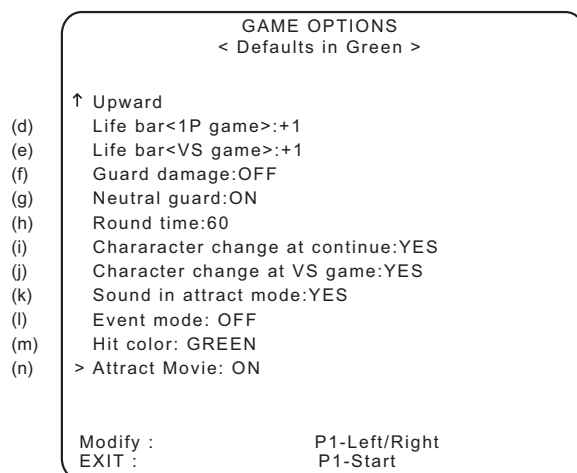 GAME OPTIONS
< Defaults in Green >
↑ Upward
(d) Life bar<1P game>:+1
(e) Life bar<VS game>:+1
(f) Guard damage:OFF
(g) Neutral guard:ON
(h) Round time:60
(i) Chararacter change at continue:YES
(j) Character change at VS game:YES
(k) Sound in attract mode:YES
(l) Event mode: OFF
(m) Hit color: GREEN
(n) > Attract Movie: ON
Modify : P1-Left/Right
EXIT : P1-Start